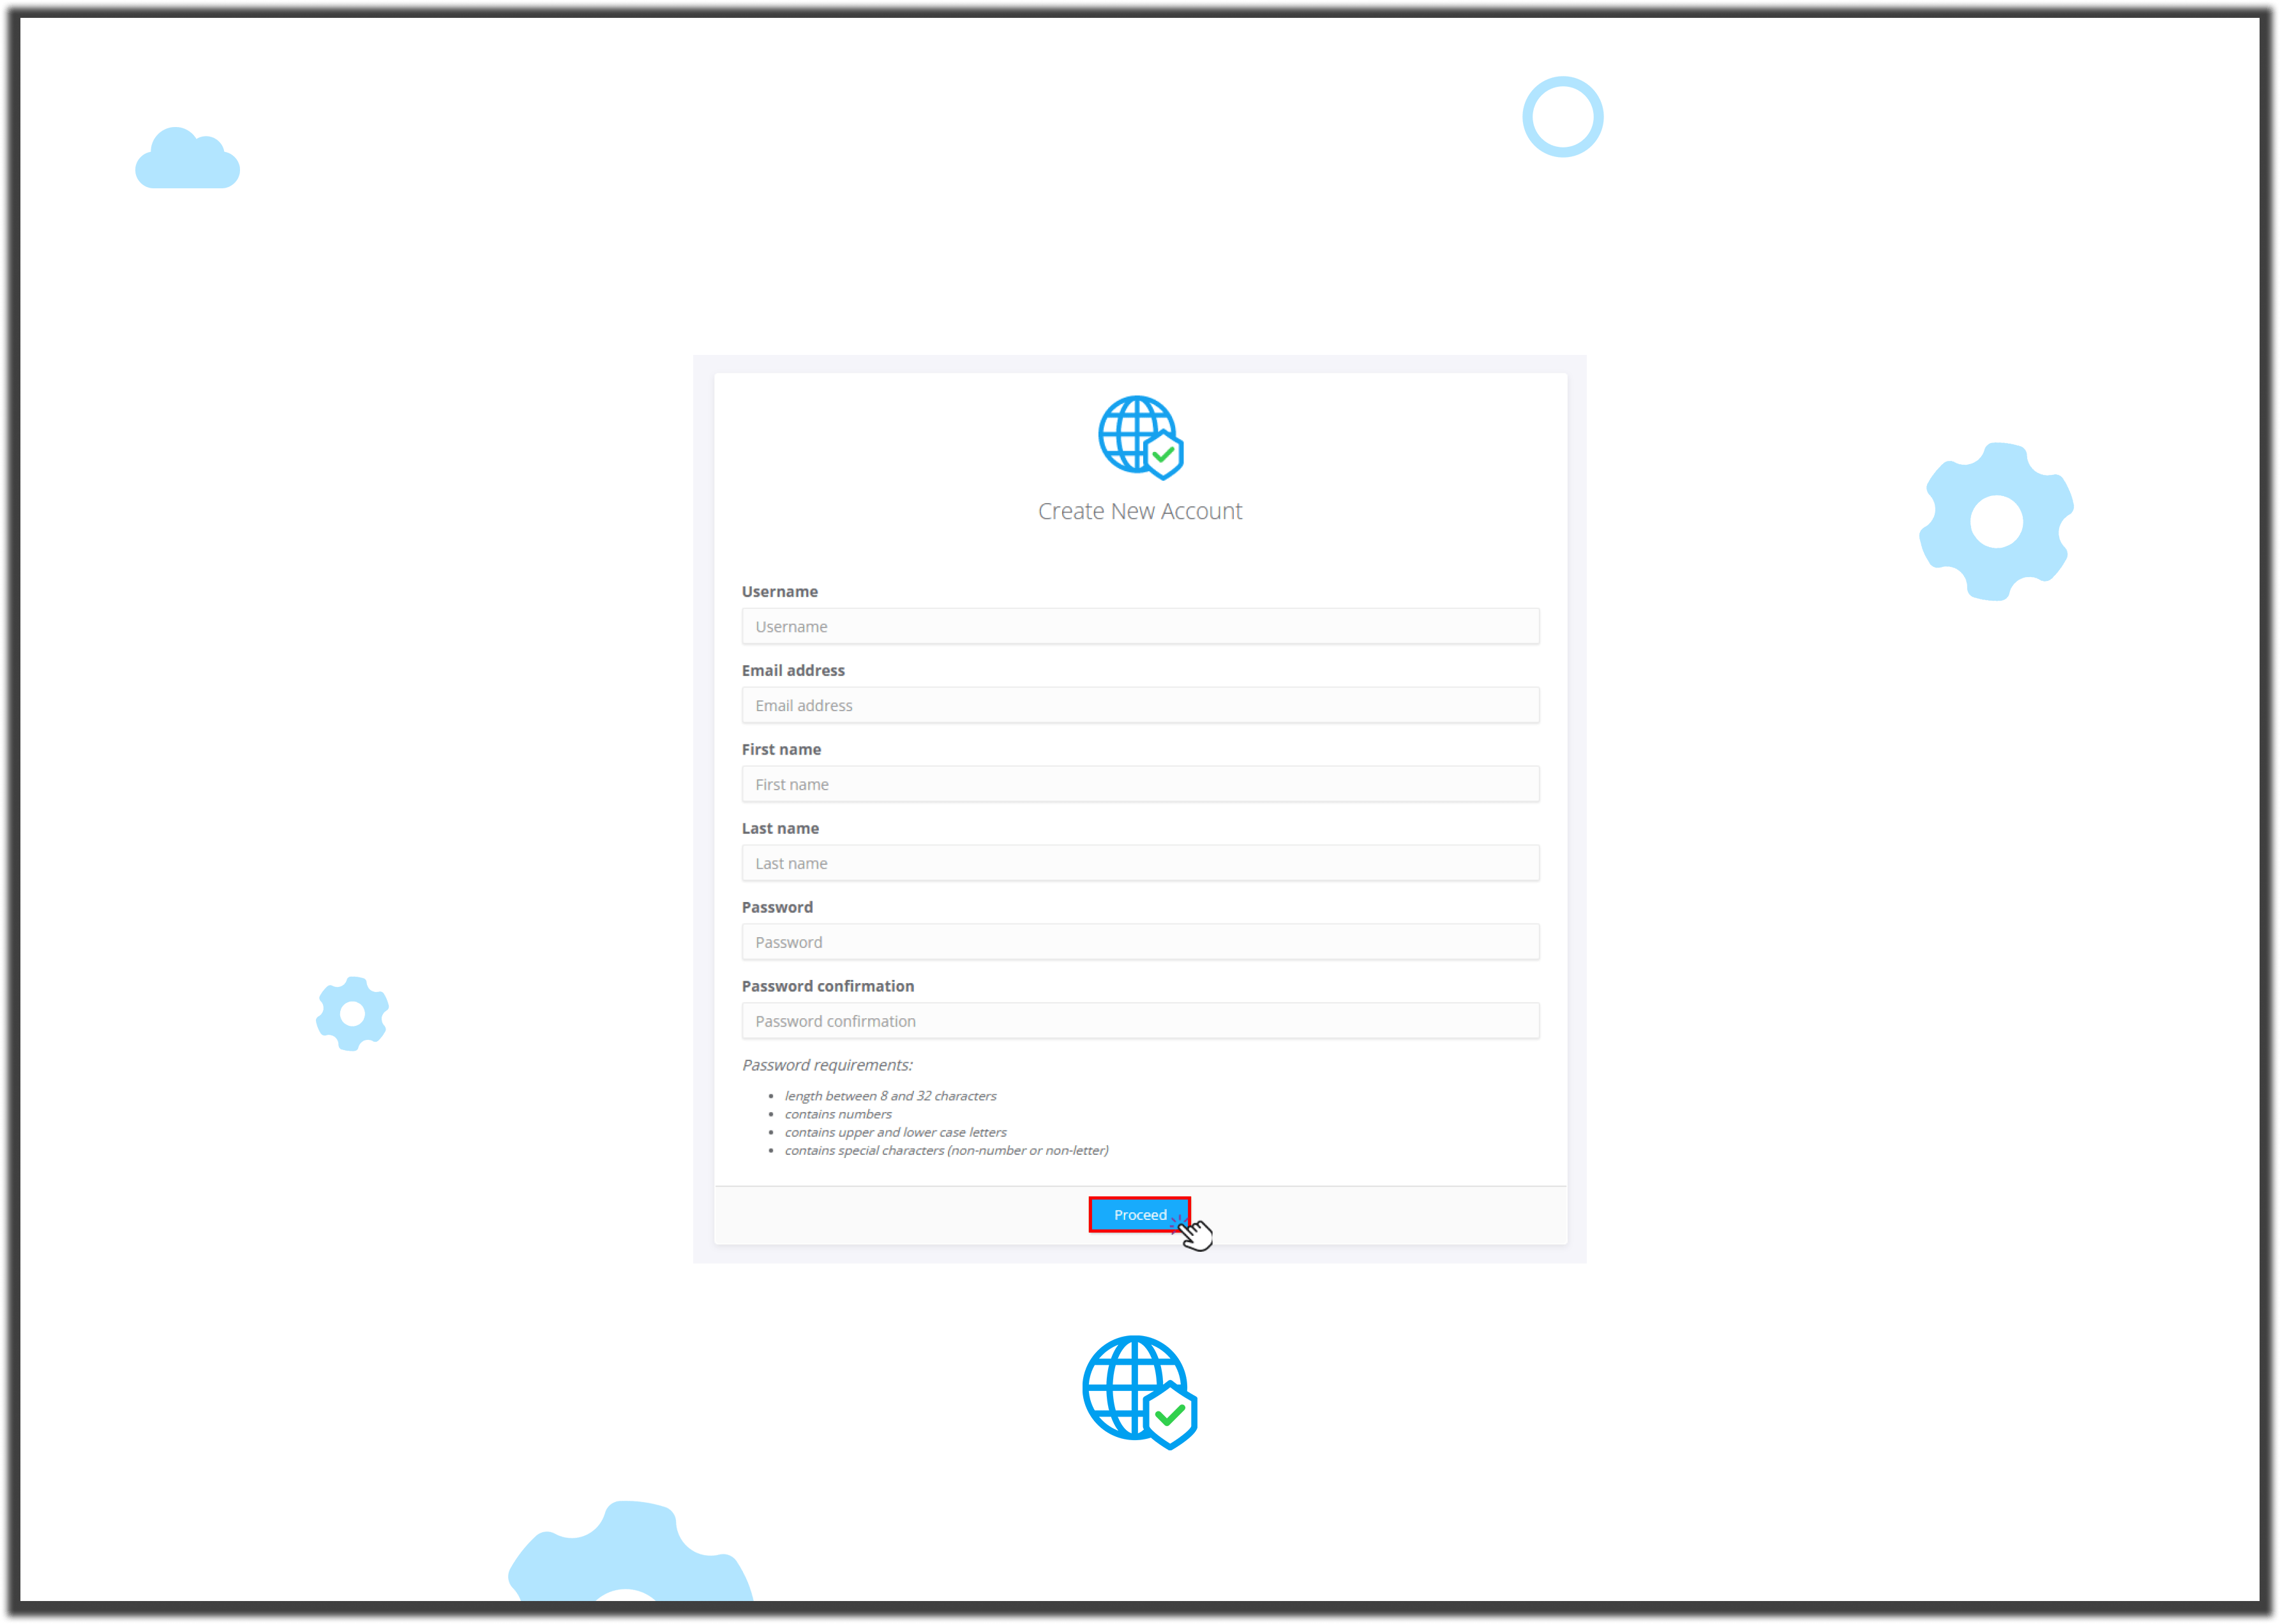 Create New Account
Username
Username
Email address
Email address
First name
First name
Last name
Last name
Password
Password
Password confirmation
Password confirmation
Password requirements:
• length between 8 and 32 characters
• contains numbers
• contains upper and lower case letters
• contains special characters (non-number or non-letter)
Proceed